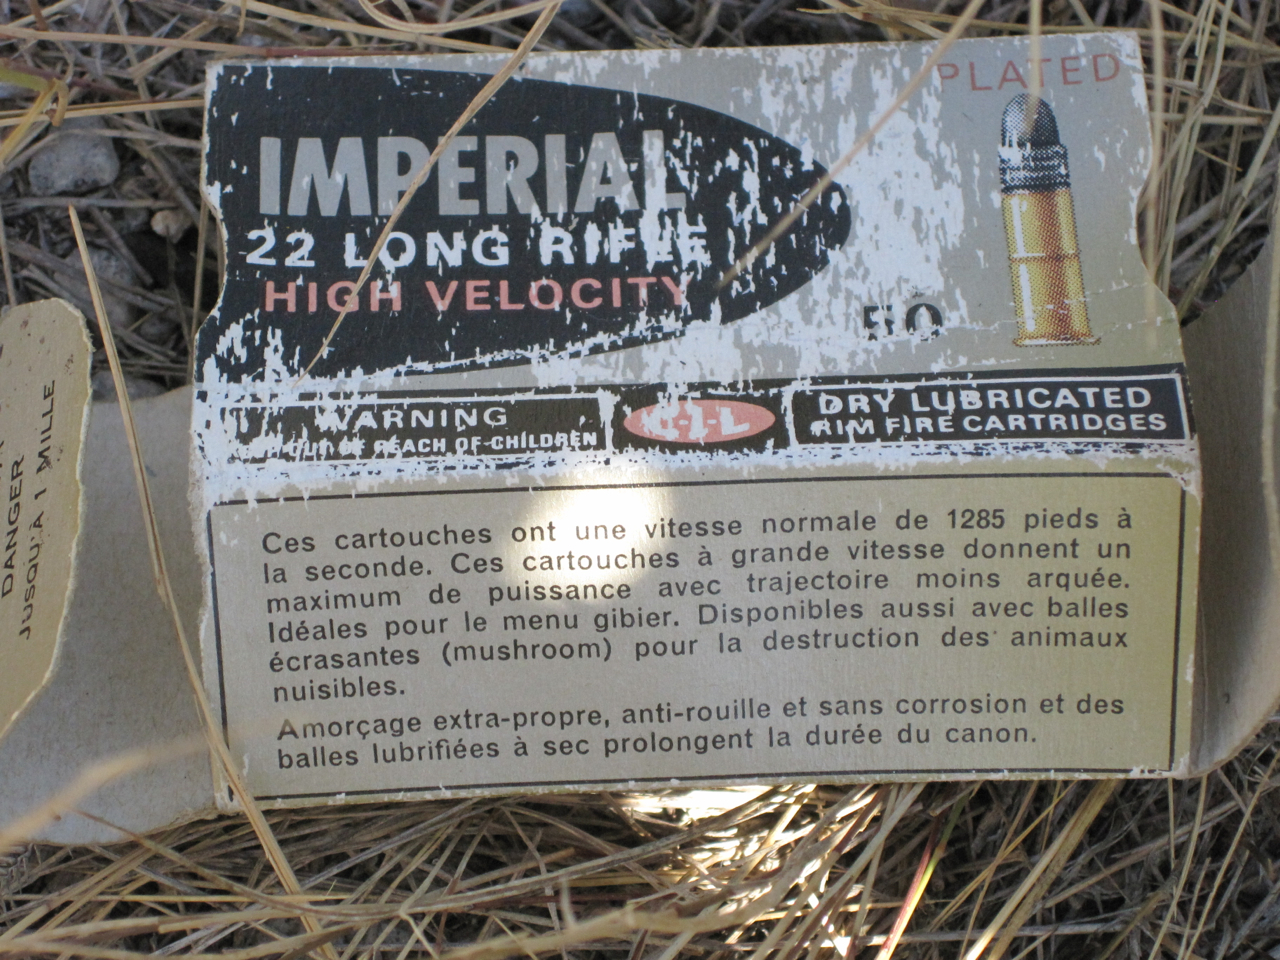 PLATED
IMPERIAL
22 LONG RIFLE
HIGH VELOCITY
50
WARNING
OUT OF REACH OF CHILDREN
C-I-L
DRY LUBRICATED
RIM FIRE CARTRIDGES
DANGER
JUSQU'À 1 MILLE
Ces cartouches ont une vitesse normale de 1285 pieds à
la seconde. Ces cartouches à grande vitesse donnent un
maximum de puissance avec trajectoire moins arquée.
Idéales pour le menu gibier. Disponibles aussi avec balles
écrasantes (mushroom) pour la destruction des animaux
nuisibles.
Amorçage extra-propre, anti-rouille et sans corrosion et des
balles lubrifiées à sec prolongent la durée du canon.